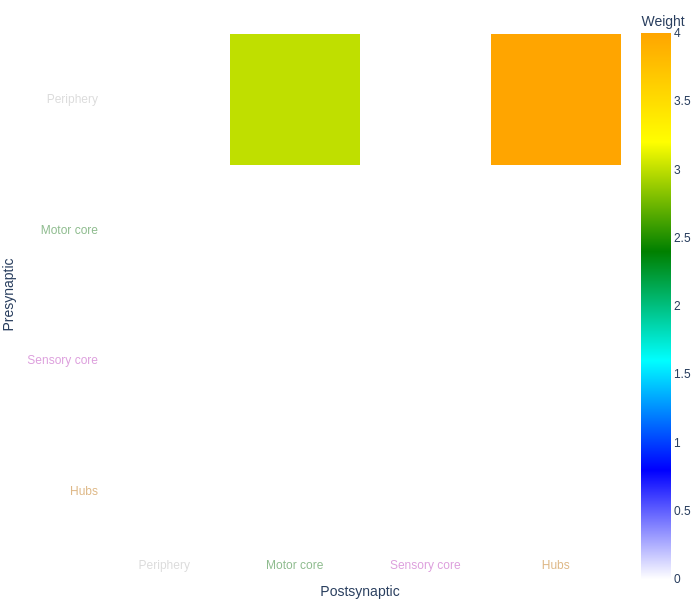 Weight
4
3.5
3
2.5
2
1.5
1
0.5
0
Presynaptic
Periphery
Motor core
Sensory core
Hubs
Periphery Motor core Sensory core Hubs
Postsynaptic